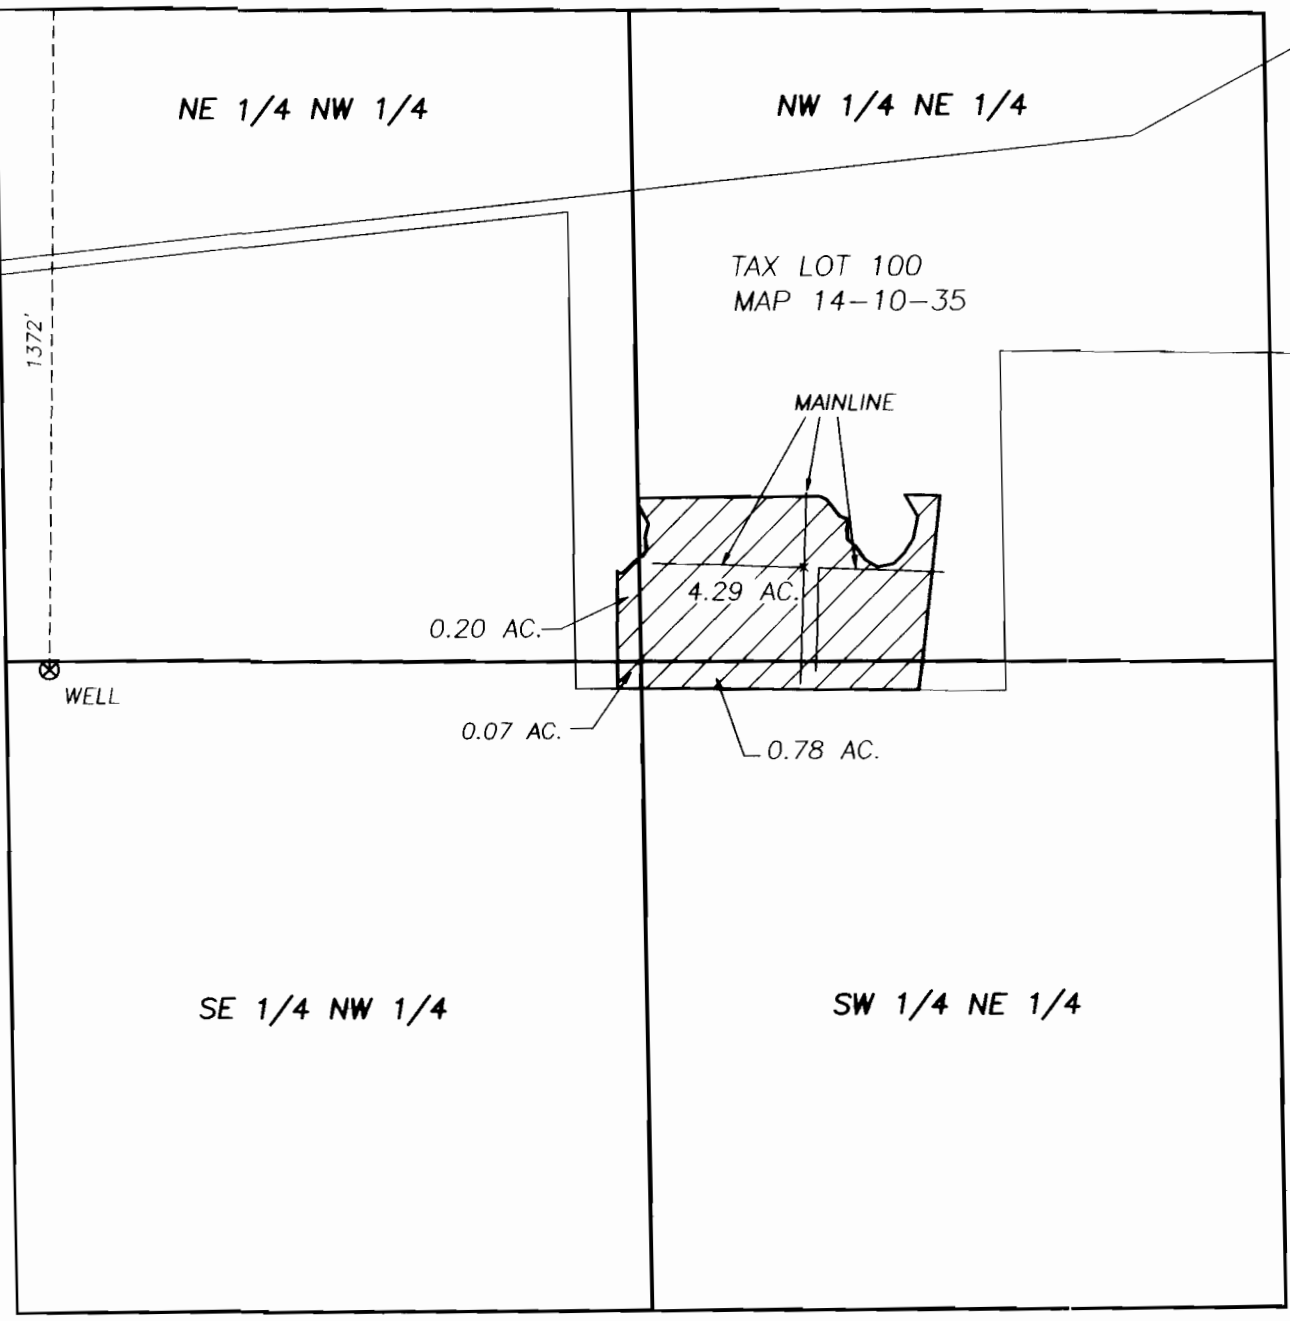 NE 1/4 NW 1/4
NW 1/4 NE 1/4
TAX LOT 100
MAP 14-10-35
1372'
MAINLINE
4.29 AC.
0.20 AC.
WELL
0.07 AC.
0.78 AC.
SE 1/4 NW 1/4
SW 1/4 NE 1/4